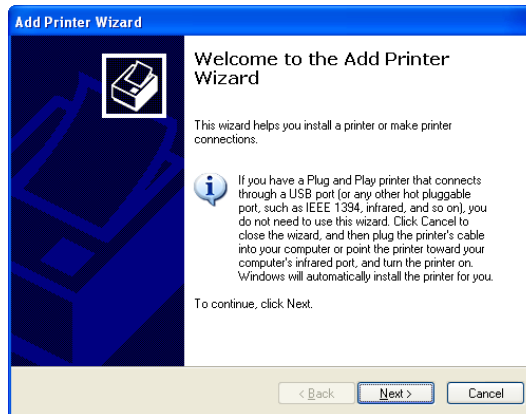 Add Printer Wizard
Welcome to the Add Printer
Wizard
This wizard helps you install a printer or make printer
connections.
If you have a Plug and Play printer that connects
through a USB port (or any other hot pluggable
port, such as IEEE 1394, infrared, and so on), you
do not need to use this wizard. Click Cancel to
close the wizard, and then plug the printer's cable
into your computer or point the printer toward your
computer's infrared port, and turn the printer on.
Windows will automatically install the printer for you.
To continue, click Next.
< Back Next > Cancel